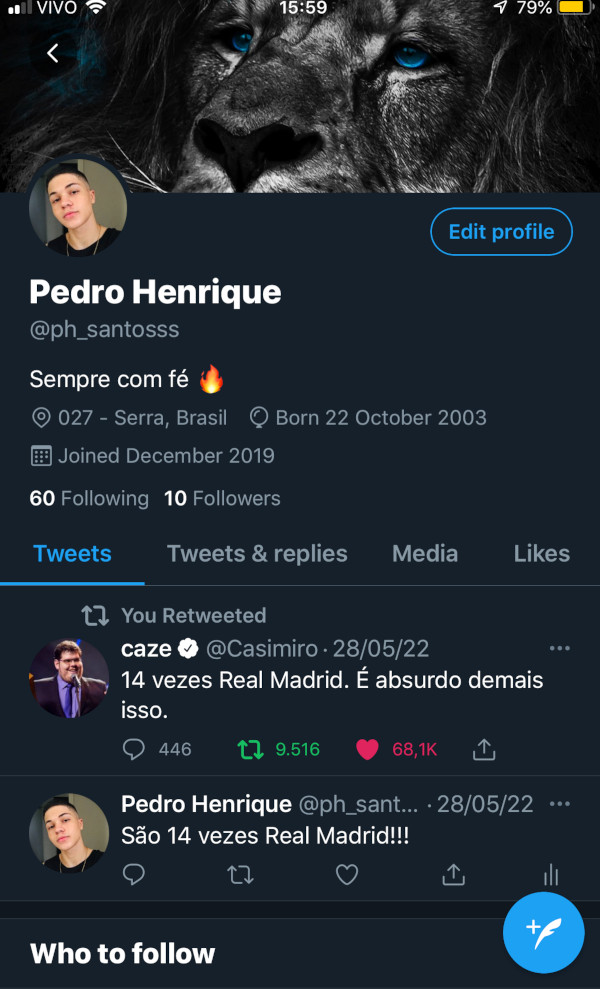 VIVO 15:59 79%
Edit profile
Pedro Henrique
@ph_santosss
Sempre com fé 🔥
027 - Serra, Brasil Born 22 October 2003
Joined December 2019
60 Following 10 Followers
Tweets Tweets & replies Media Likes
You Retweeted
caze @Casimiro · 28/05/22
14 vezes Real Madrid. É absurdo demais
isso.
446 9.516 68,1K
Pedro Henrique @ph_sant... · 28/05/22
São 14 vezes Real Madrid!!!
Who to follow